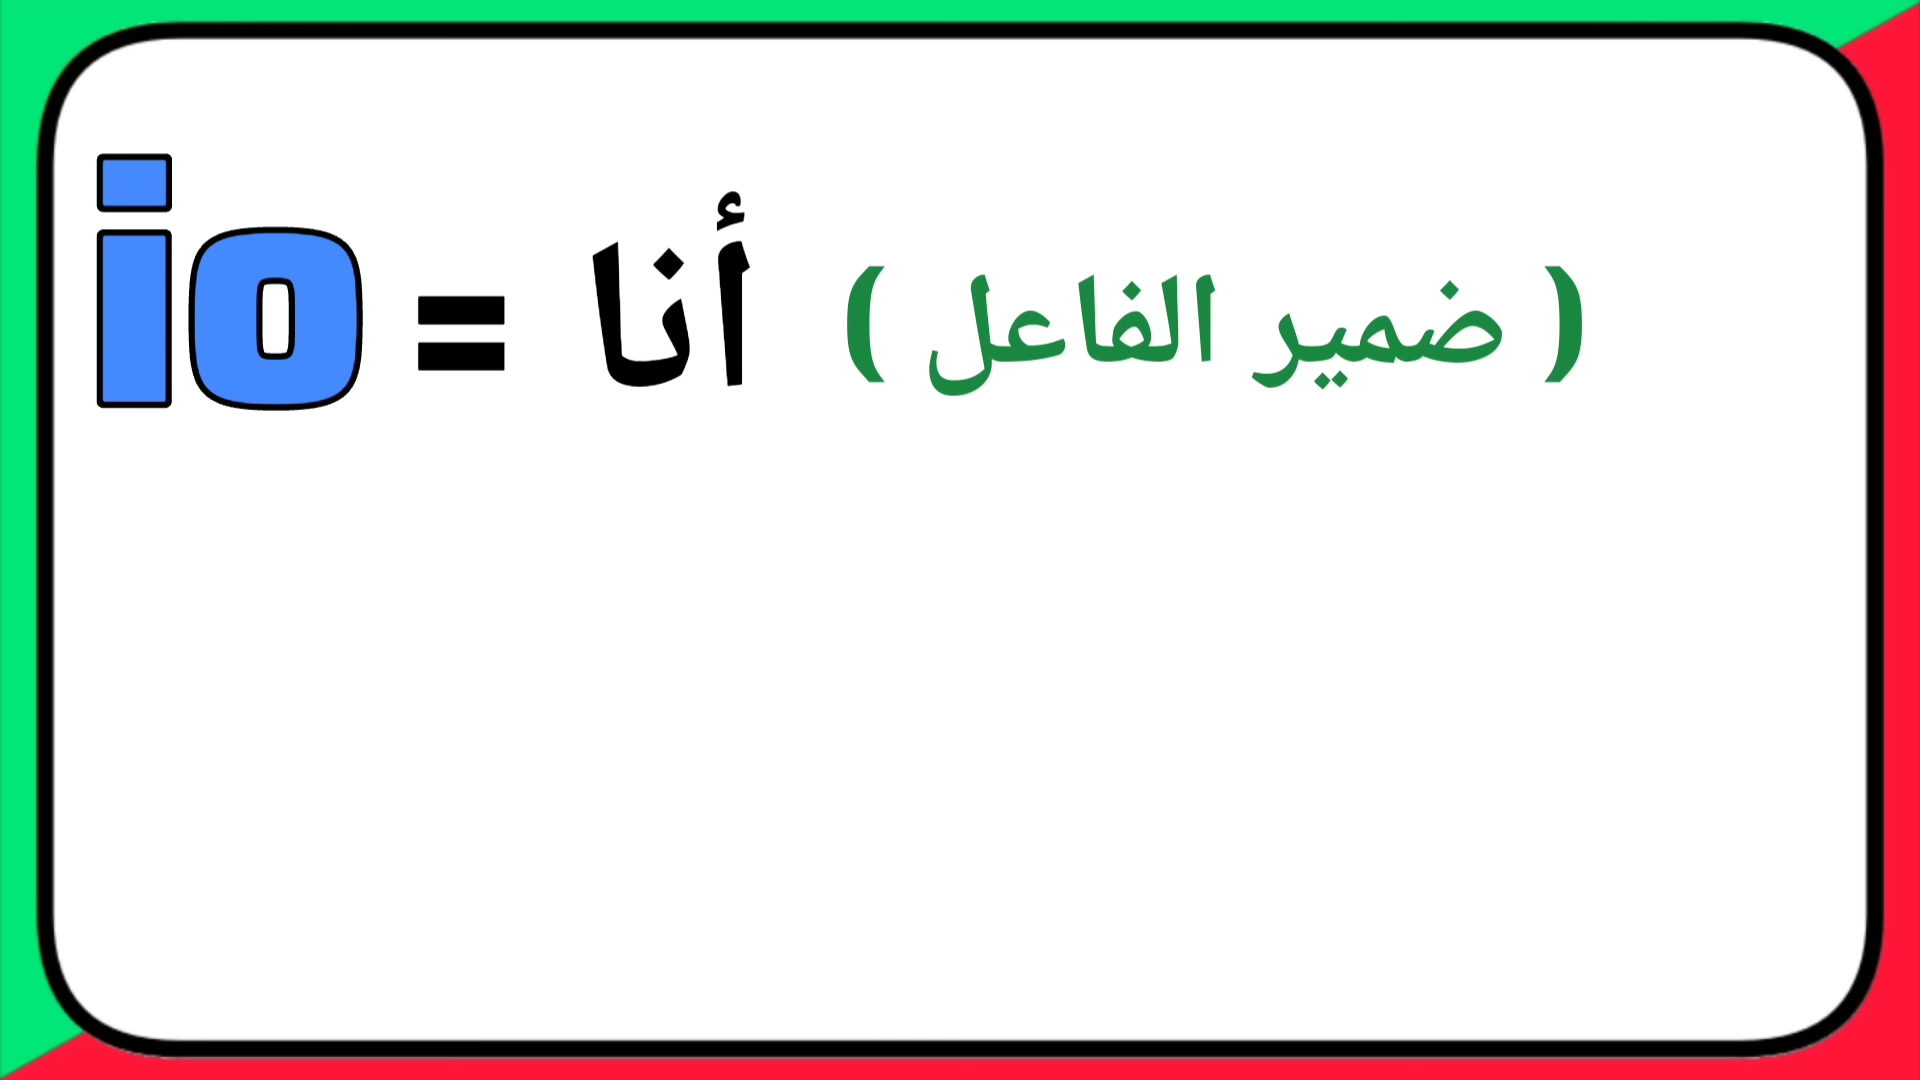 io = أنا ( ضمير الفاعل )